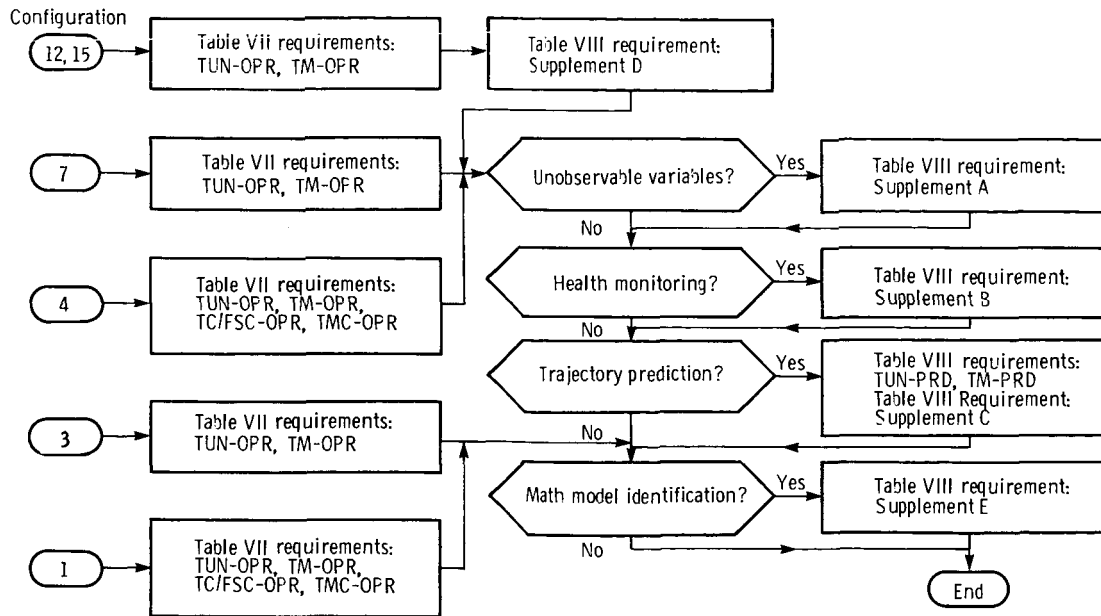 Configuration
12, 15
Table VII requirements:
TUN-OPR, TM-OPR
Table VIII requirement:
Supplement D
7
Table VII requirements:
TUN-OPR, TM-OPR
Unobservable variables?
Yes
Table VIII requirement:
Supplement A
No
4
Table VII requirements:
TUN-OPR, TM-OPR,
TC/FSC-OPR, TMC-OPR
Health monitoring?
Yes
Table VIII requirement:
Supplement B
No
Trajectory prediction?
Yes
Table VIII requirements:
TUN-PRD, TM-PRD
Table VIII Requirement:
Supplement C
No
3
Table VII requirements:
TUN-OPR, TM-OPR
Math model identification?
Yes
Table VIII requirement:
Supplement E
No
1
Table VII requirements:
TUN-OPR, TM-OPR,
TC/FSC-OPR, TMC-OPR
End